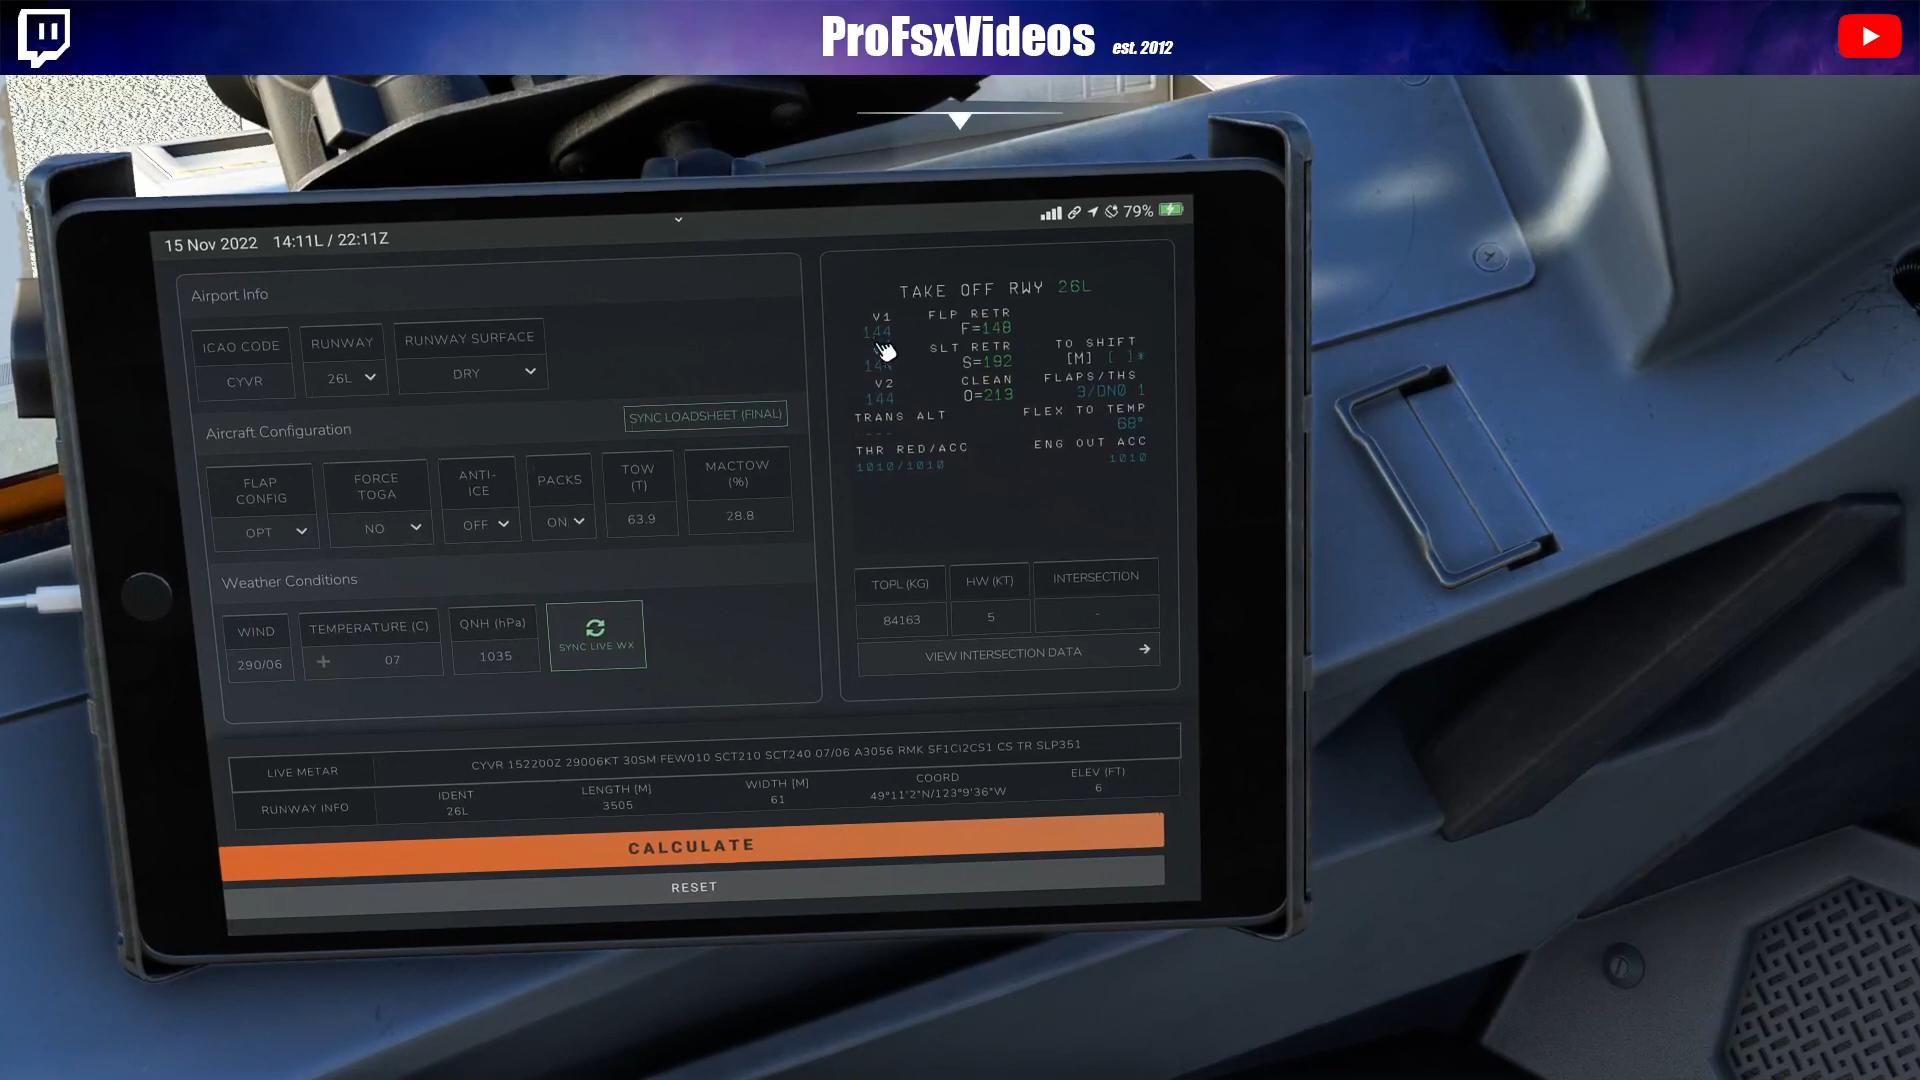 ProFsxVideos est. 2012
15 Nov 2022 14:11L / 22:11Z
79%
Airport Info
ICAO CODE
CYVR
RUNWAY
26L
RUNWAY SURFACE
DRY
Aircraft Configuration
SYNC LOADSHEET (FINAL)
FLAP CONFIG
OPT
FORCE TOGA
NO
ANTI-ICE
OFF
PACKS
ON
TOW (T)
63.9
MACTOW (%)
28.8
Weather Conditions
WIND
290/06
TEMPERATURE (C)
+ 07
QNH (hPa)
1035
SYNC LIVE WX
TAKE OFF RWY 26L
V1 FLP RETR
144 F=148
SLT RETR TO SHIFT
144 S=192 [M] [ ]*
V2 CLEAN FLAPS/THS
144 O=213 3/DN0 1
TRANS ALT FLEX TO TEMP
---- 68°
THR RED/ACC ENG OUT ACC
1010/1010 1010
TOPL (KG)
84163
HW (KT)
5
INTERSECTION
-
VIEW INTERSECTION DATA
LIVE METAR
CYVR 152200Z 29006KT 30SM FEW010 SCT210 SCT240 07/06 A3056 RMK SF1CI2CS1 CS TR SLP351
RUNWAY INFO
IDENT
26L
LENGTH [M]
3505
WIDTH [M]
61
COORD
49°11'2"N/123°9'36"W
ELEV (FT)
6
CALCULATE
RESET